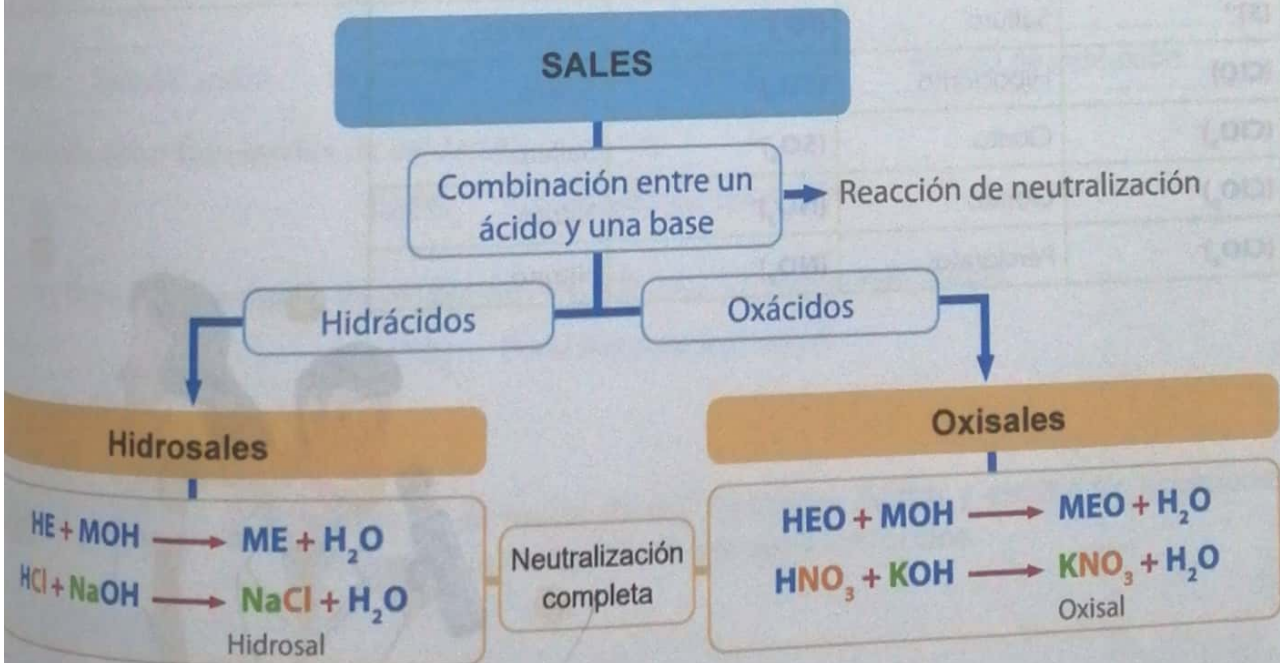 SALES
Combinación entre un
ácido y una base
Reacción de neutralización
Hidrácidos
Oxácidos
Hidrosales
Oxisales
HE + MOH → ME + H₂O
HCl + NaOH → NaCl + H₂O
Hidrosal
Neutralización
completa
HEO + MOH → MEO + H₂O
HNO₃ + KOH → KNO₃ + H₂O
Oxisal